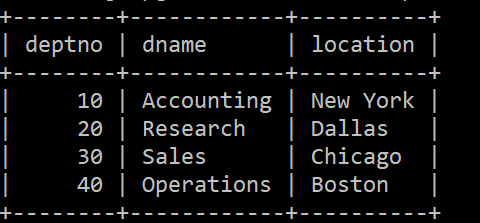 +--------+------------+----------+
| deptno | dname      | location |
+--------+------------+----------+
|     10 | Accounting | New York |
|     20 | Research   | Dallas   |
|     30 | Sales      | Chicago  |
|     40 | Operations | Boston   |
+--------+------------+----------+